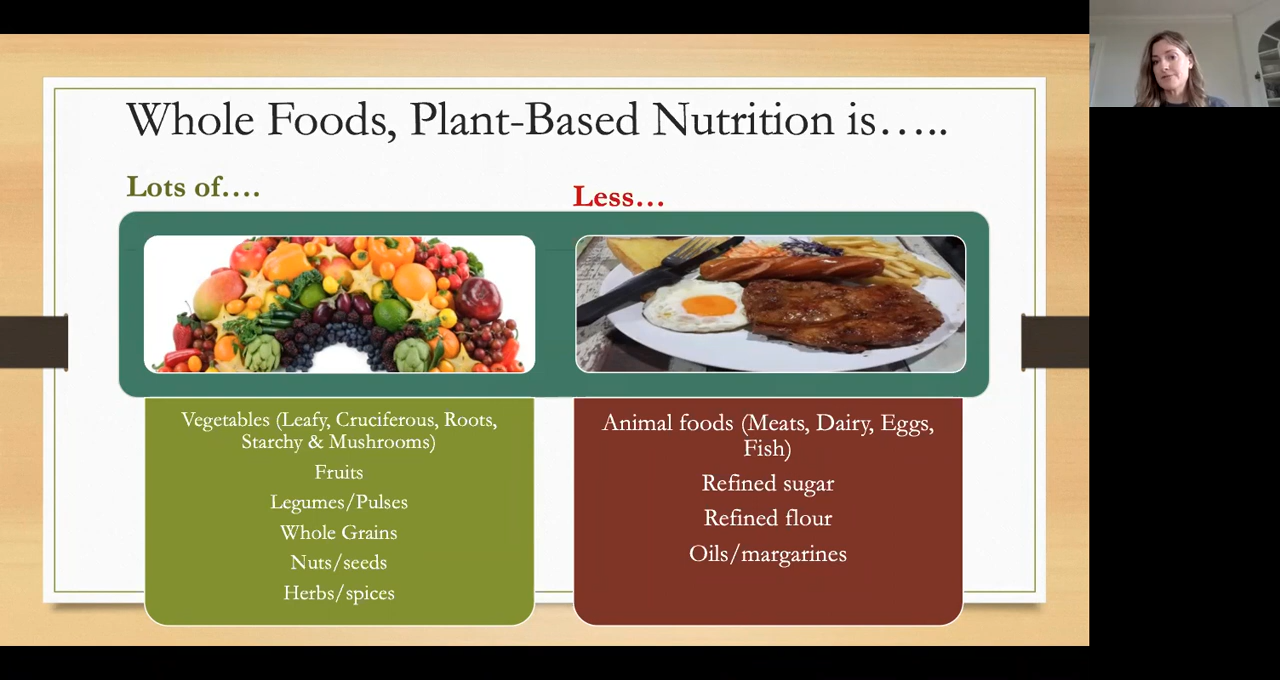 Whole Foods, Plant-Based Nutrition is…..
Lots of….
Less…
Vegetables (Leafy, Cruciferous, Roots,
Starchy & Mushrooms)
Fruits
Legumes/Pulses
Whole Grains
Nuts/seeds
Herbs/spices
Animal foods (Meats, Dairy, Eggs,
Fish)
Refined sugar
Refined flour
Oils/margarines